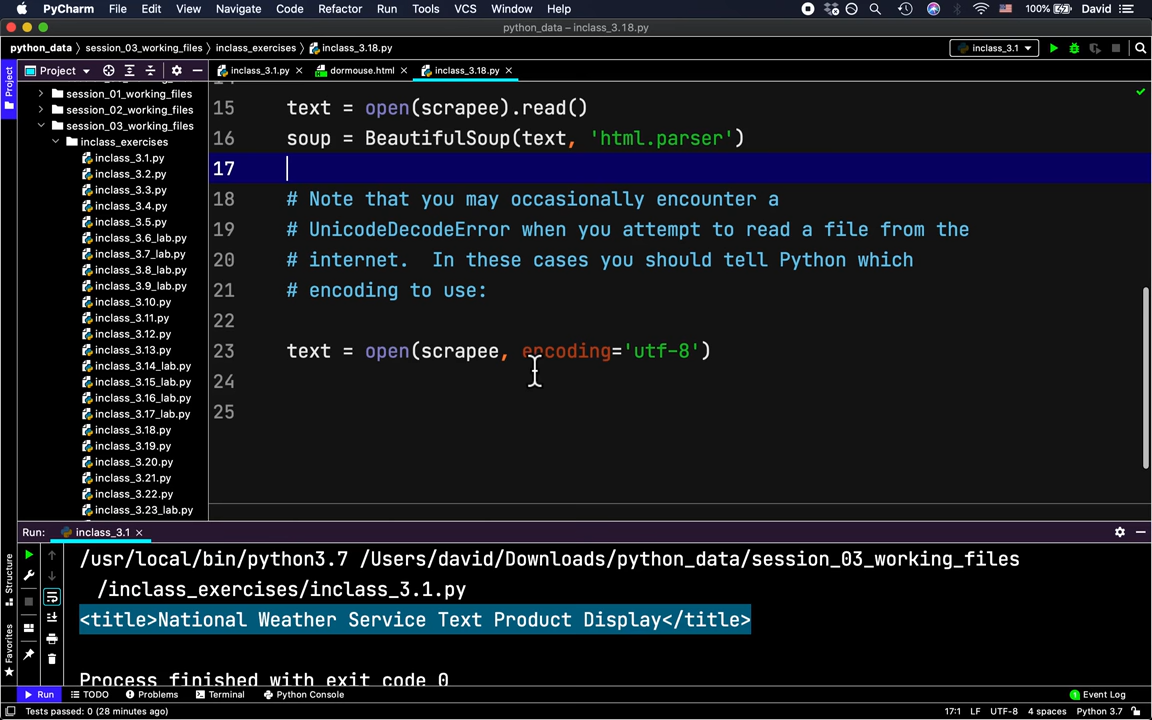 PyCharm File Edit View Navigate Code Refactor Run Tools VCS Window Help 100% David
python_data – inclass_3.18.py
python_data session_03_working_files inclass_exercises inclass_3.18.py inclass_3.1
Project inclass_3.1.py dormouse.html inclass_3.18.py
Project
session_01_working_files
session_02_working_files
session_03_working_files
inclass_exercises
inclass_3.1.py
inclass_3.2.py
inclass_3.3.py
inclass_3.4.py
inclass_3.5.py
inclass_3.6_lab.py
inclass_3.7_lab.py
inclass_3.8_lab.py
inclass_3.9_lab.py
inclass_3.10.py
inclass_3.11.py
inclass_3.12.py
inclass_3.13.py
inclass_3.14_lab.py
inclass_3.15_lab.py
inclass_3.16_lab.py
inclass_3.17_lab.py
inclass_3.18.py
inclass_3.19.py
inclass_3.20.py
inclass_3.21.py
inclass_3.22.py
inclass_3.23_lab.py
15 text = open(scrapee).read()
16 soup = BeautifulSoup(text, 'html.parser')
17
18 # Note that you may occasionally encounter a
19 # UnicodeDecodeError when you attempt to read a file from the
20 # internet. In these cases you should tell Python which
21 # encoding to use:
22
23 text = open(scrapee, encoding='utf-8')
24
25
Run: inclass_3.1
/usr/local/bin/python3.7 /Users/david/Downloads/python_data/session_03_working_files
/inclass_exercises/inclass_3.1.py
<title>National Weather Service Text Product Display</title>
Process finished with exit code 0
Structure
Favorites
Run TODO Problems Terminal Python Console 1 Event Log
Tests passed: 0 (28 minutes ago) 17:1 LF UTF-8 4 spaces Python 3.7